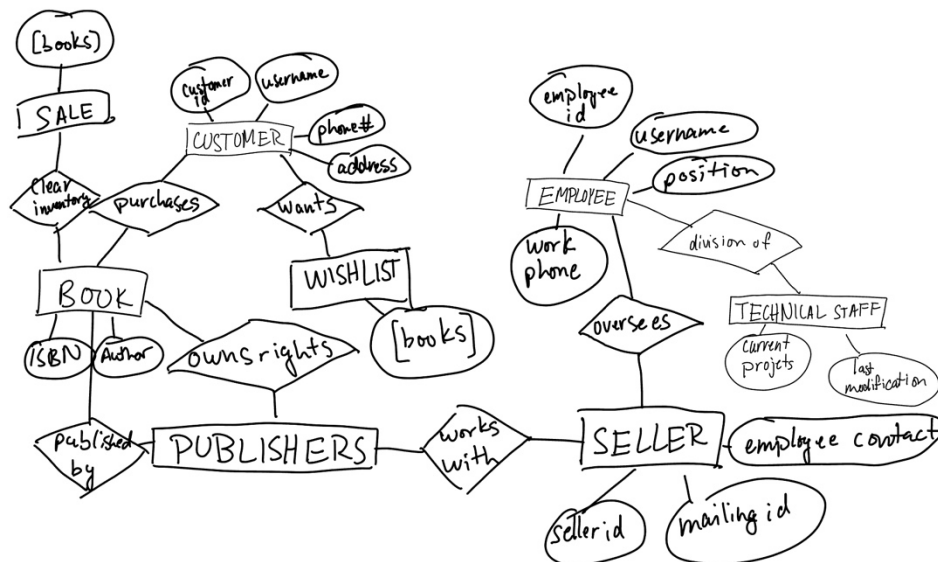 [books]
SALE
clear
inventory
customer
id
username
CUSTOMER
phone#
address
purchases
wants
BOOK
WISHLIST
ISBN
Author
owns rights
[books]
published
by
PUBLISHERS
works
with
employee
id
username
position
EMPLOYEE
work
phone
division of
TECHNICAL STAFF
current
projets
last
modification
oversees
SELLER
employee contact
seller id
mailing id